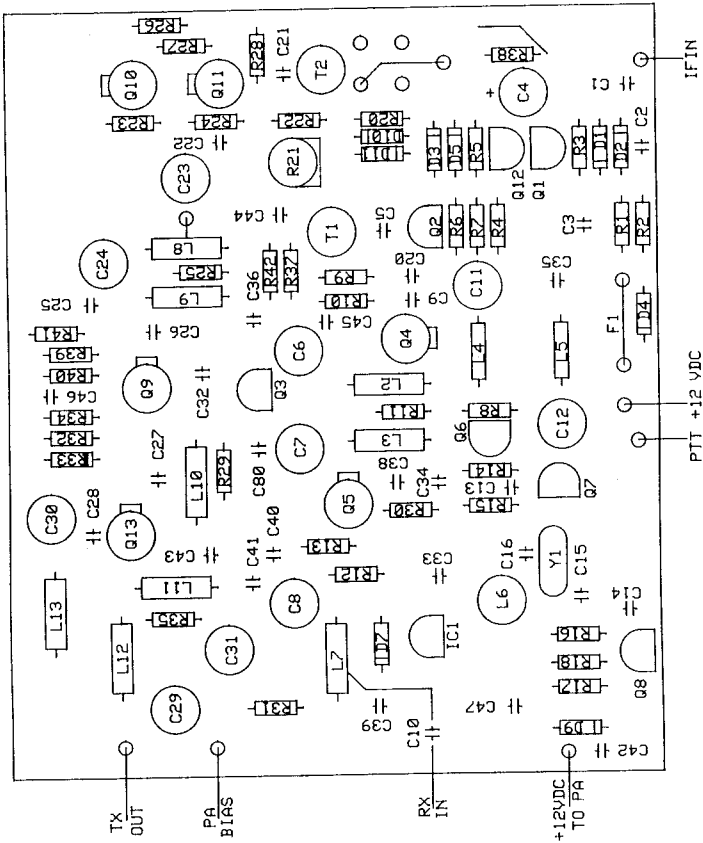 R26
R27
R28
C21
R38
Q10
Q11
T2
+
C4
C1
IFIN
R23
R24
R22
R20
D10
D11
C2
C22
R21
D3
D5
R5
Q12
Q1
R3
D1
D2
C23
C44
T1
C5
Q2
R6
R7
R4
C3
R1
R2
L8
C24
R25
R42
R37
R9
C20
C11
C35
C25
L9
C36
R10
C9
F1
D4
C26
C45
R41
R39
R40
C46
Q9
C32
Q3
C6
Q4
L4
L5
L2
R11
R8
C12
+12 VDC
R34
R32
R33
C27
C80
C7
L3
Q6
PTT
L10
R29
C38
C34
R14
C13
R15
Q7
C30
C28
Q13
C40
Q5
R30
C43
C41
R13
R12
C33
C16
Y1
C15
L13
L11
C8
L6
C14
R35
L12
C31
L7
D7
IC1
R16
R18
R17
Q8
C29
R31
C39
C10
C47
D9
C42
TX
OUT
PA
BIAS
RX
IN
+12VDC
TO PA